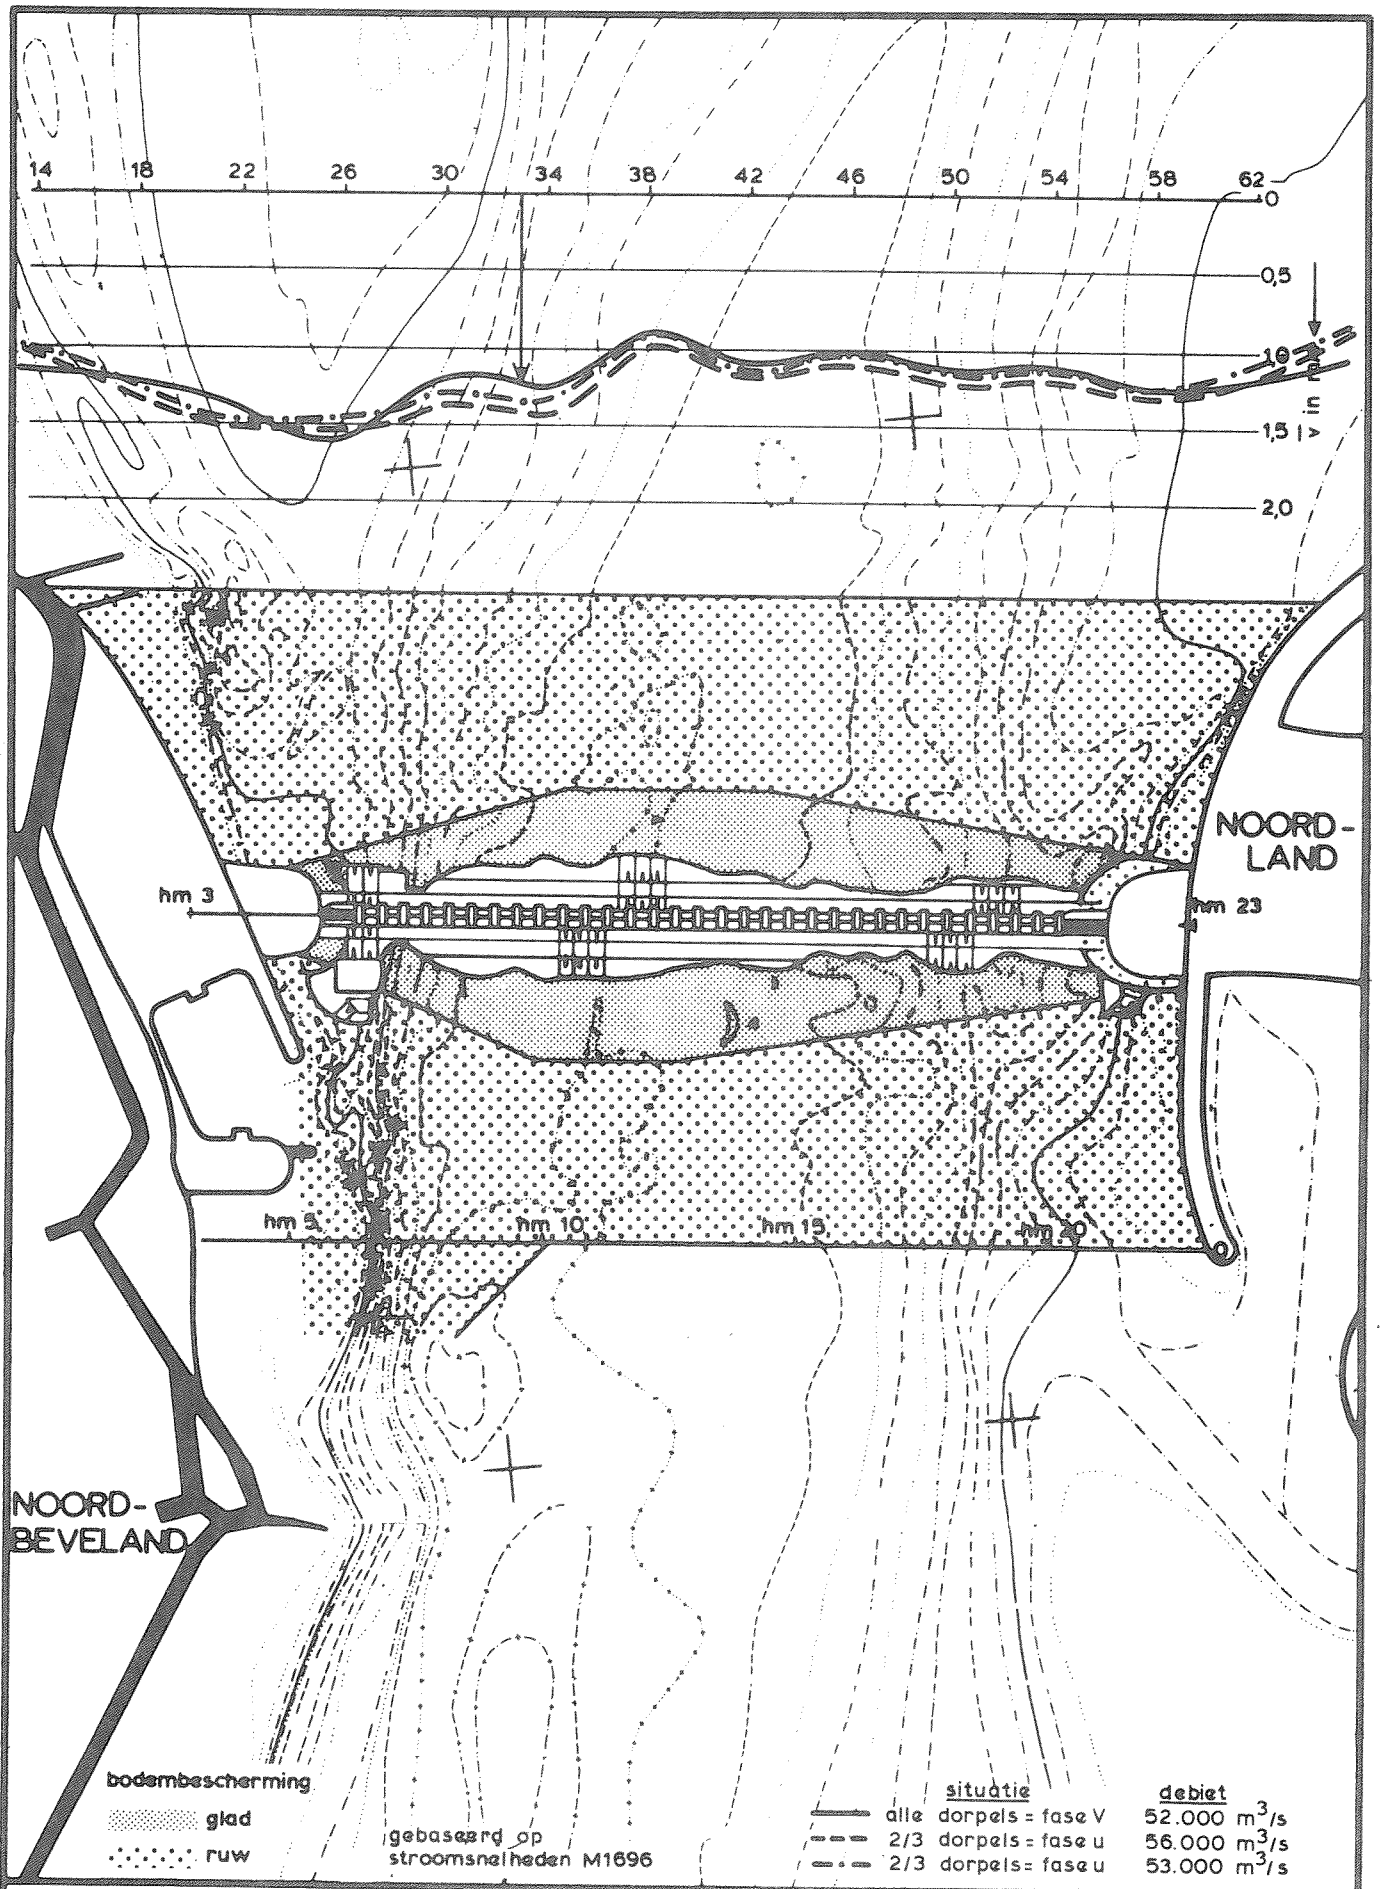 14 18 22 26 30 34 38 42 46 50 54 58 62
0
0,5
1,0
1,5
2,0
NOORD-
LAND
hm 3
hm 23
hm 5 hm 10 hm 15 hm 20
NOORD-
BEVELAND
bodembescherming
glad
ruw
gebaseerd op
stroomsnelheden M1696
situatie debiet
alle dorpels = fase V 52.000 m³/s
2/3 dorpels = fase u 56.000 m³/s
2/3 dorpels = fase u 53.000 m³/s